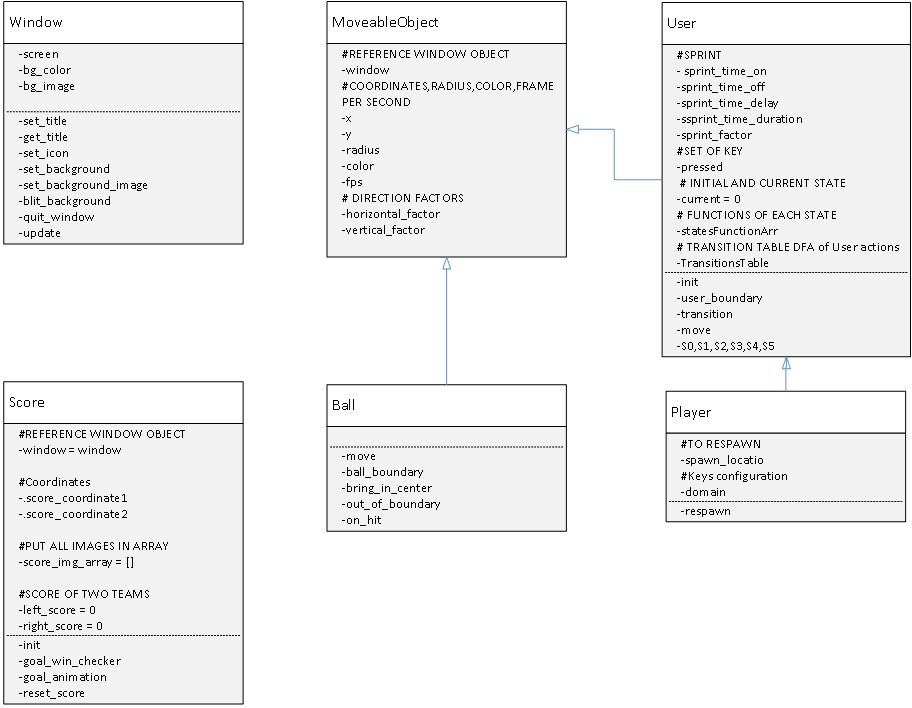 Window
-screen
-bg_color
-bg_image
-set_title
-get_title
-set_icon
-set_background
-set_background_image
-blit_background
-quit_window
-update
MoveableObject
#REFERENCE WINDOW OBJECT
-window
#COORDINATES,RADIUS,COLOR,FRAME
PER SECOND
-x
-y
-radius
-color
-fps
# DIRECTION FACTORS
-horizontal_factor
-vertical_factor
User
#SPRINT
- sprint_time_on
-sprint_time_off
-sprint_time_delay
-ssprint_time_duration
-sprint_factor
#SET OF KEY
-pressed
# INITIAL AND CURRENT STATE
-current = 0
# FUNCTIONS OF EACH STATE
-statesFunctionArr
# TRANSITION TABLE DFA of User actions
-TransitionsTable
-init
-user_boundary
-transition
-move
-S0,S1,S2,S3,S4,S5
Score
#REFERENCE WINDOW OBJECT
-window = window
#Coordinates
-.score_coordinate1
-.score_coordinate2
#PUT ALL IMAGES IN ARRAY
-score_img_array = []
#SCORE OF TWO TEAMS
-left_score = 0
-right_score = 0
-init
-goal_win_checker
-goal_animation
-reset_score
Ball
-move
-ball_boundary
-bring_in_center
-out_of_boundary
-on_hit
Player
#TO RESPAWN
-spawn_locatio
#Keys configuration
-domain
-respawn